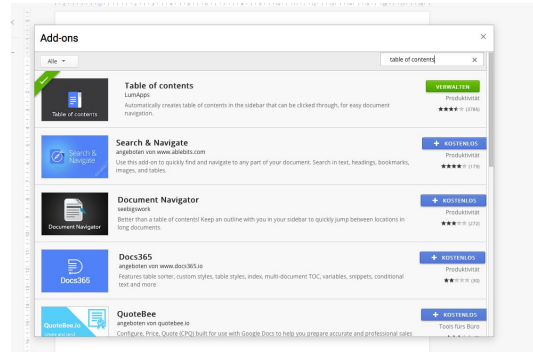 Add-ons
×
Alle
table of contents ×
Table of contents
Table of contents
LumApps
Automatically creates table of contents in the sidebar that can be clicked through, for easy document
navigation.
VERWALTEN
Produktivität
(3786)
Search &
Navigate
Search & Navigate
angeboten von www.ablebits.com
Use this add-on to quickly find and navigate to any part of your document. Search in text, headings, bookmarks,
images, and tables.
+ KOSTENLOS
Produktivität
(179)
Document Navigator
Document Navigator
seebigswork
Better than a table of contents! Keep an outline with you in your sidebar to quickly jump between locations in
long documents.
+ KOSTENLOS
Produktivität
(272)
Docs365
Docs365
angeboten von www.docs365.io
Features table sorter, custom styles, table styles, index, multi-document TOC, variables, snippets, conditional
text and more
+ KOSTENLOS
Produktivität
(30)
QuoteBee.io
QuoteBee
angeboten von quotebee.io
Configure, Price, Quote (CPQ) built for use with Google Docs to help you prepare accurate and professional sales
+ KOSTENLOS
Tools fürs Büro